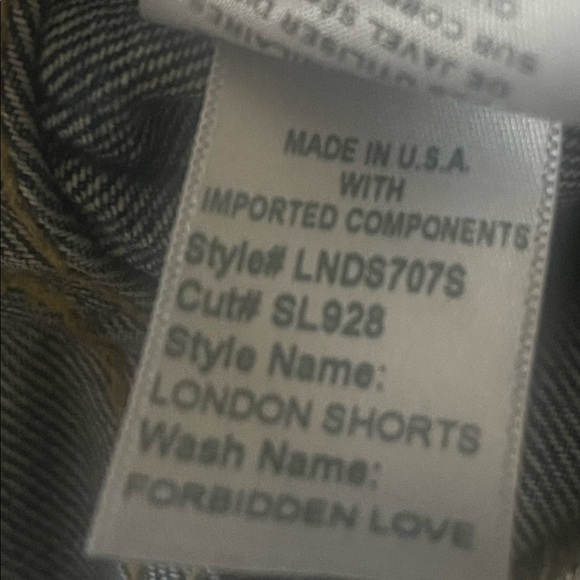 MADE IN U.S.A.
WITH
IMPORTED COMPONENTS
Style# LNDS707S
Cut# SL928
Style Name:
LONDON SHORTS
Wash Name:
FORBIDDEN LOVE